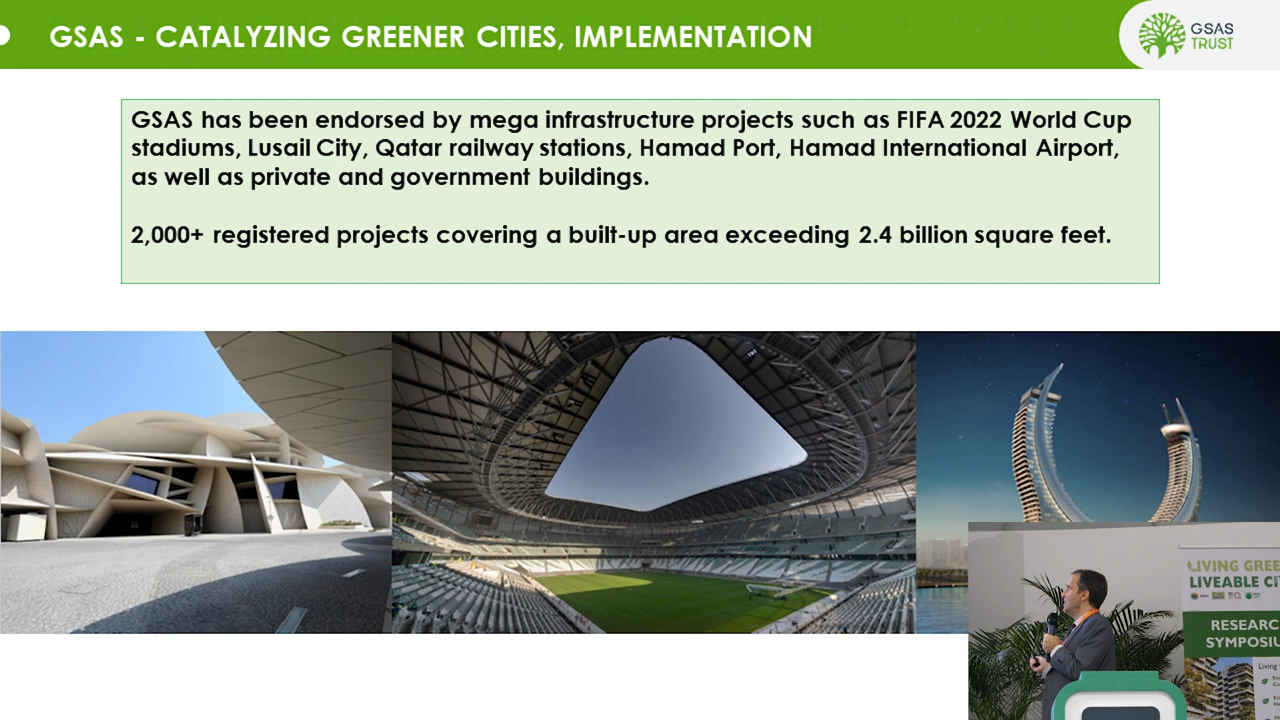 GSAS - CATALYZING GREENER CITIES, IMPLEMENTATION
GSAS
TRUST
GSAS has been endorsed by mega infrastructure projects such as FIFA 2022 World Cup
stadiums, Lusail City, Qatar railway stations, Hamad Port, Hamad International Airport,
as well as private and government buildings.
2,000+ registered projects covering a built-up area exceeding 2.4 billion square feet.
LIVING GREE
LIVEABLE CI
RESEARC
SYMPOSIU
Living